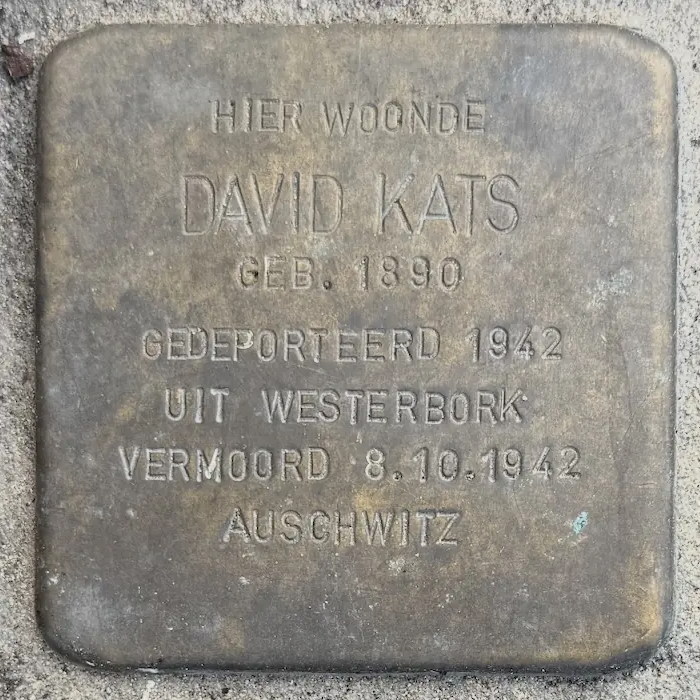 HIER WOONDE
DAVID KATS
GEB. 1890
GEDEPORTEERD 1942
UIT WESTERBORK
VERMOORD 8.10.1942
AUSCHWITZ